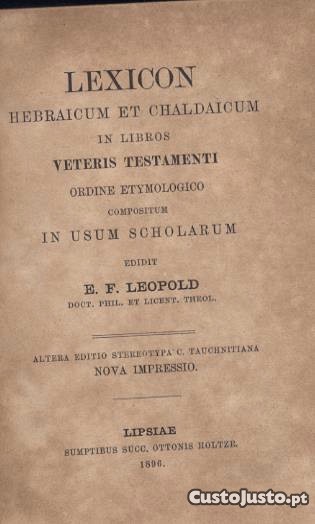 LEXICON
HEBRAICUM ET CHALDAICUM
IN LIBROS
VETERIS TESTAMENTI
ORDINE ETYMOLOGICO
COMPOSITUM
IN USUM SCHOLARUM
EDIDIT
E. F. LEOPOLD
DOCT. PHIL. ET LICENT. THEOL.
ALTERA EDITIO STEREOTYPA C. TAUCHNITIANA
NOVA IMPRESSIO.
LIPSIAE
SUMPTIBUS SUCC. OTTONIS HOLTZE.
1896.
CustoJusto.pt